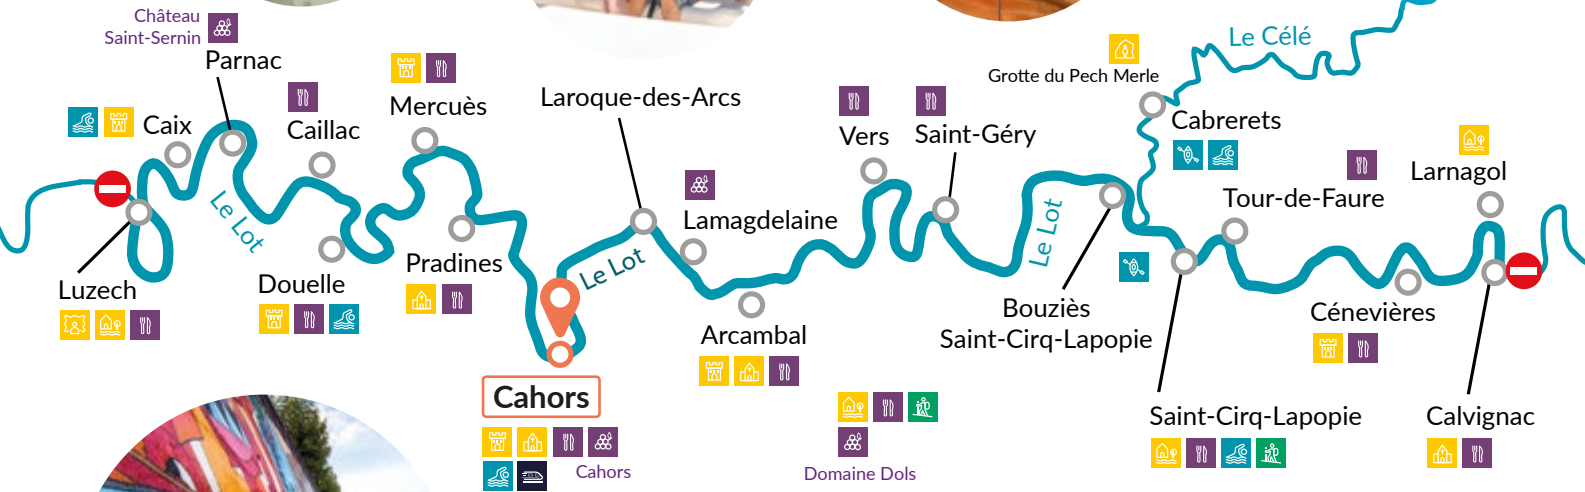 Château
Saint-Sernin
Parnac
Le Célé
Grotte du Pech Merle
Mercuès
Laroque-des-Arcs
Caix
Caillac
Vers
Saint-Géry
Cabrerets
Larnagol
Tour-de-Faure
Le Lot
Lamagdelaine
Le Lot
Le Lot
Pradines
Luzech
Douelle
Bouziès
Saint-Cirq-Lapopie
Cénevières
Arcambal
Cahors
Saint-Cirq-Lapopie
Calvignac
Cahors
Domaine Dols